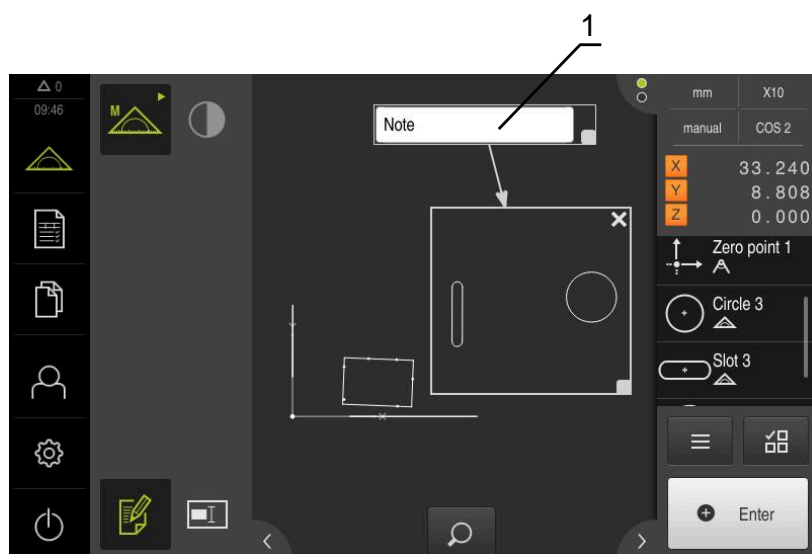 1
0
09:46
M
Note
mm X10
manual COS 2
X 33.240
Y 8.808
Z 0.000
Zero point 1
Circle 3
Slot 3
Enter